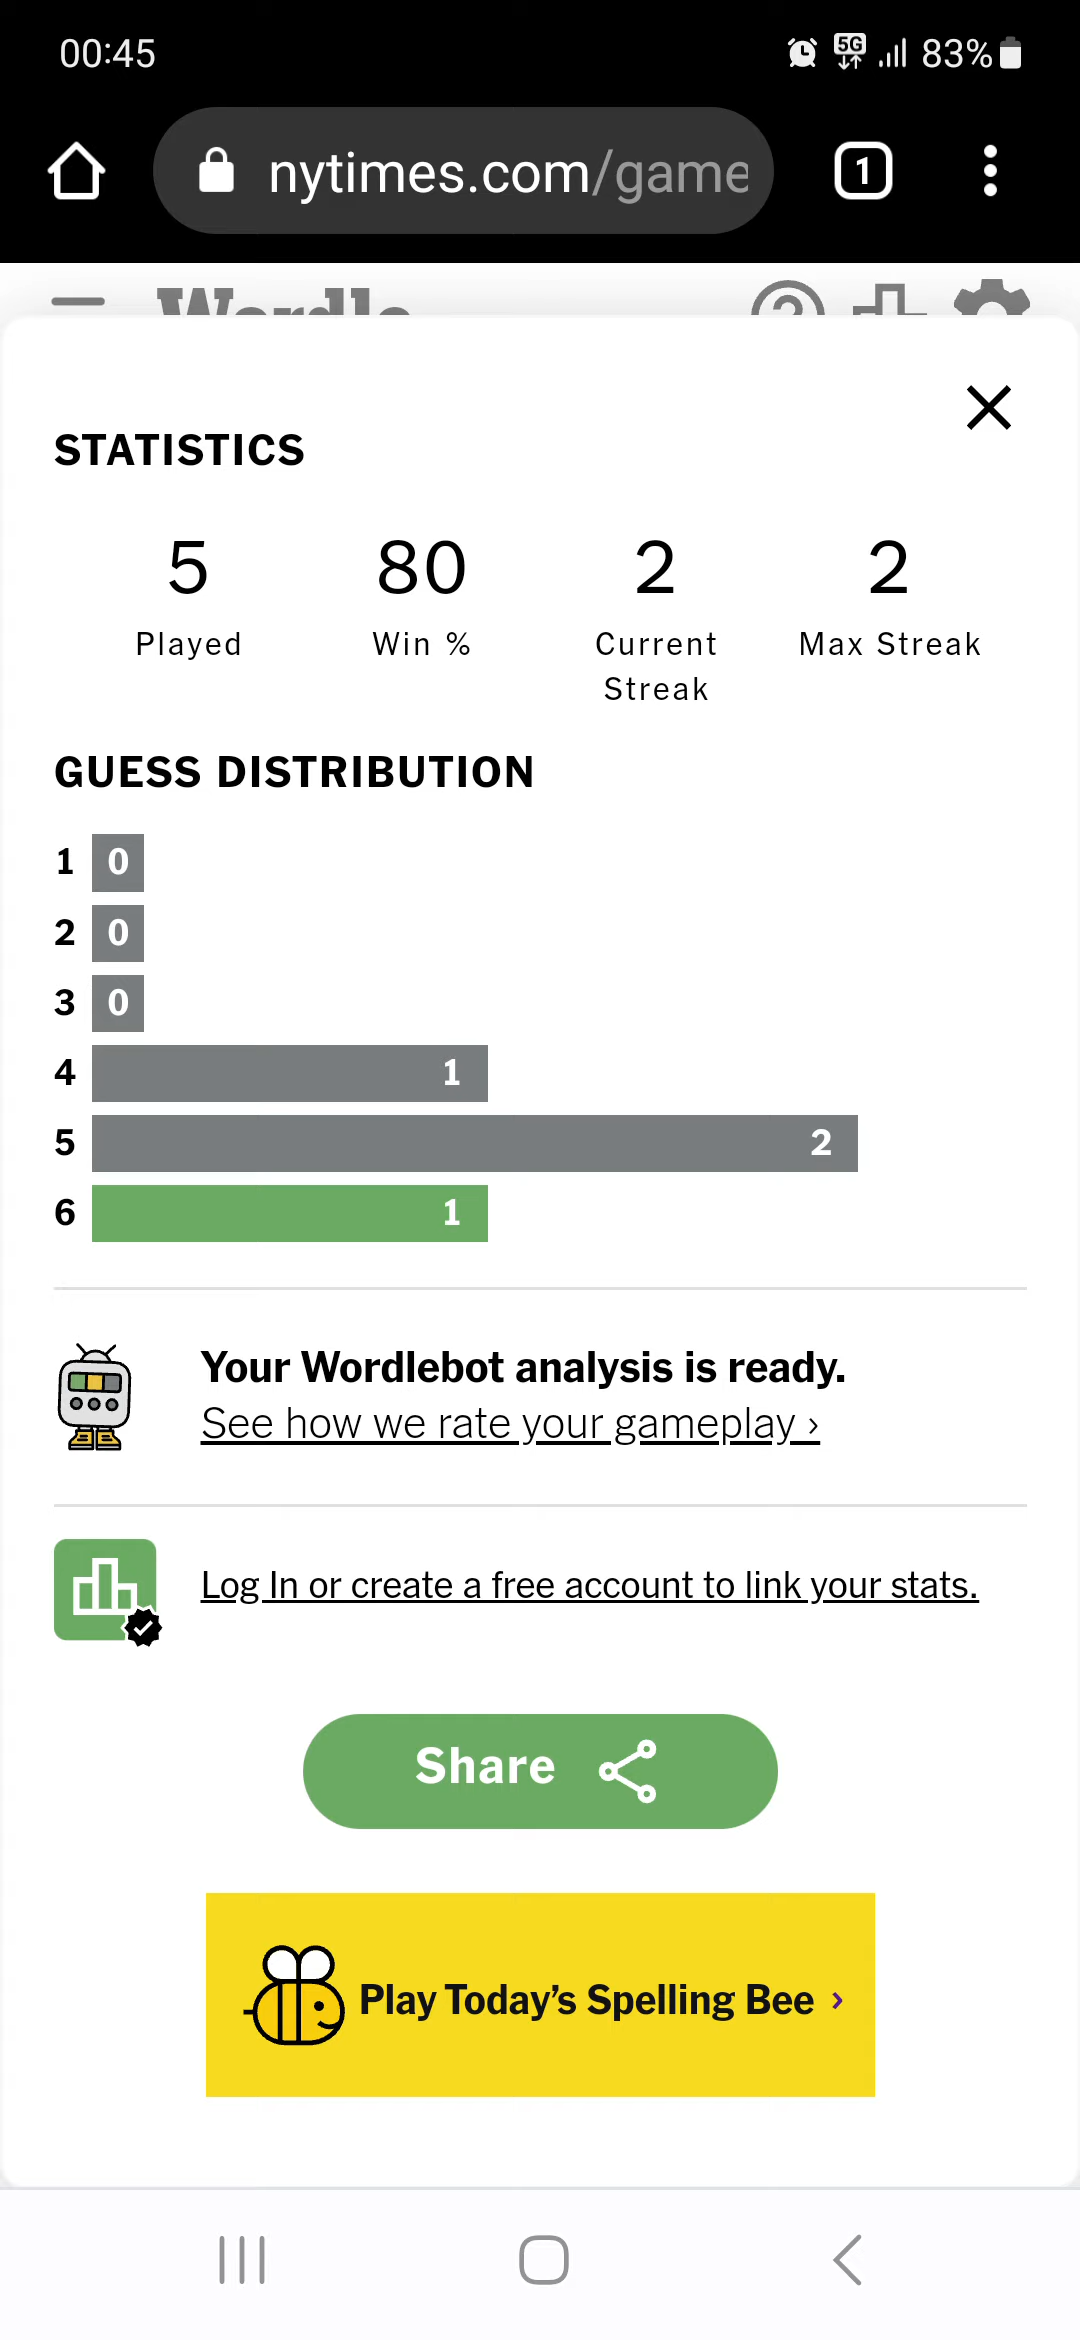 00:45
5G 83%
nytimes.com/game
1
Wordle
STATISTICS
5 80 2 2
Played Win % Current Streak Max Streak
GUESS DISTRIBUTION
1 0
2 0
3 0
4 1
5 2
6 1
Your Wordlebot analysis is ready.
See how we rate your gameplay ›
Log In or create a free account to link your stats.
Share
Play Today’s Spelling Bee ›